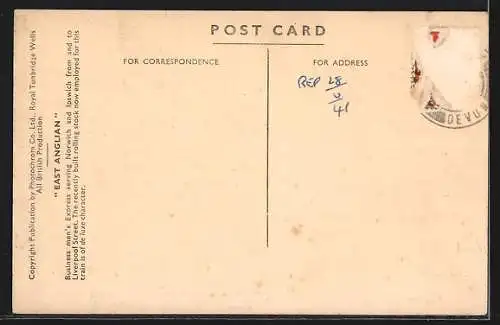 POST CARD
FOR CORRESPONDENCE
FOR ADDRESS
REP 28
41
DEVON
Copyright Publication by Photochrom Co. Ltd., Royal Tunbridge Wells
All British Production
"EAST ANGLIAN"
Business men's Express serving Norwich and Ipswich from and to
Liverpool Street. The recently built rolling stock now employed for this
train is of de luxe character.